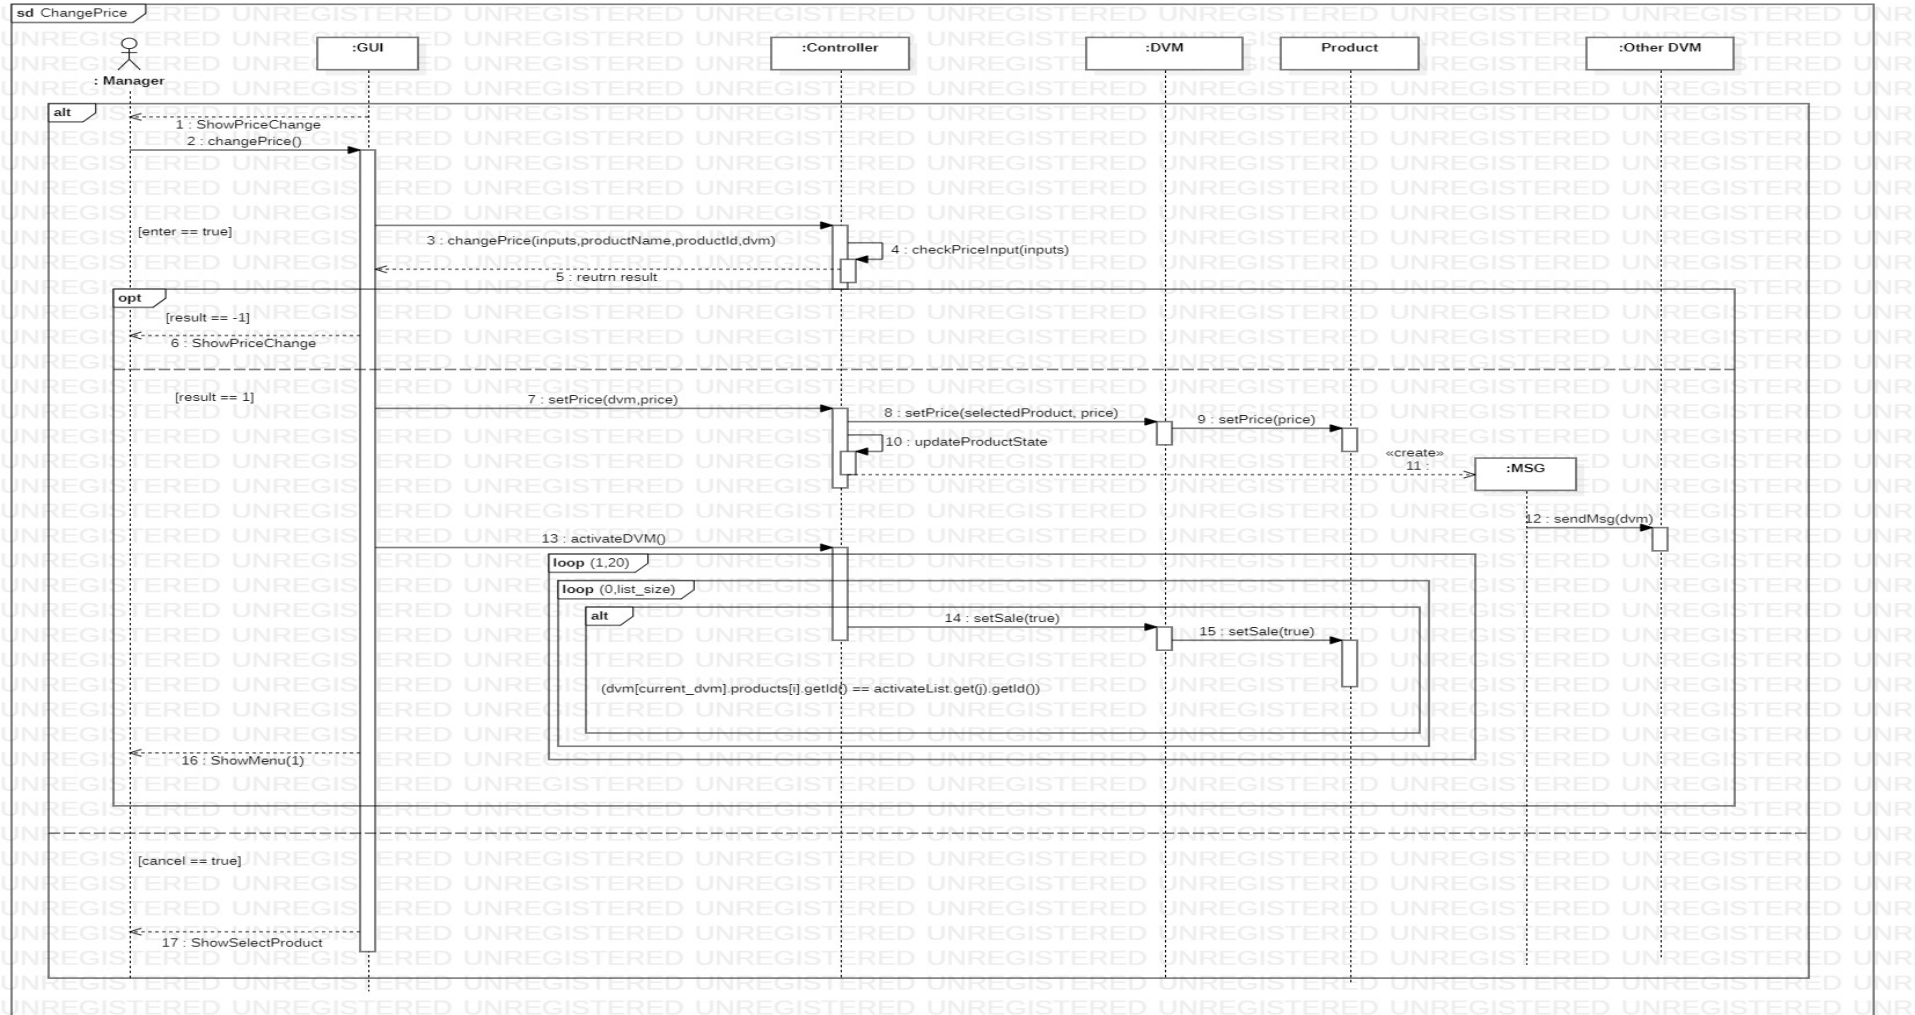 sd ChangePrice
:GUI
:Controller
:DVM
Product
:Other DVM
: Manager
alt
1 : ShowPriceChange
2 : changePrice()
[enter == true]
3 : changePrice(inputs,productName,productId,dvm)
4 : checkPriceInput(inputs)
5 : reutrn result
opt
[result == -1]
6 : ShowPriceChange
[result == 1]
7 : setPrice(dvm,price)
8 : setPrice(selectedProduct, price)
9 : setPrice(price)
10 : updateProductState
«create»
11 :
:MSG
12 : sendMsg(dvm)
13 : activateDVM()
loop (1,20)
loop (0,list_size)
alt
14 : setSale(true)
15 : setSale(true)
(dvm[current_dvm].products[i].getId() == activateList.get(j).getId())
16 : ShowMenu(1)
[cancel == true]
17 : ShowSelectProduct
UNREGISTERED